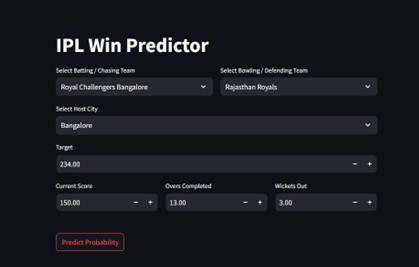 IPL Win Predictor
Select Batting / Chasing Team
Select Bowling / Defending Team
Royal Challengers Bangalore
Rajasthan Royals
Select Host City
Bangalore
Target
234.00
Current Score
Overs Completed
Wickets Out
150.00
13.00
3.00
Predict Probability